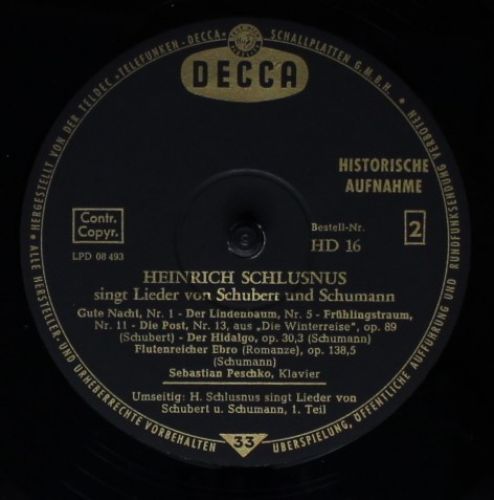 HERGESTELLT VON DER TELDEC »TELEFUNKEN - DECCA« SCHALLPLATTEN G.M.B.H. •
DECCA
HISTORISCHE
AUFNAHME
Contr.
Copyr.
Bestell-Nr.
HD 16
2
LPD 08 493
HEINRICH SCHLUSNUS
singt Lieder von Schubert und Schumann
Gute Nacht, Nr. 1 - Der Lindenbaum, Nr. 5 - Frühlingstraum,
Nr. 11 - Die Post, Nr. 13, aus „Die Winterreise", op. 89
(Schubert) - Der Hidalgo, op. 30,3 (Schumann)
Flutenreicher Ebro (Romanze), op. 138,5
(Schumann)
Sebastian Peschko, Klavier
Umseitig: H. Schlusnus singt Lieder von
Schubert u. Schumann, 1. Teil
• ALLE HERSTELLER- UND URHEBERRECHTE VORBEHALTEN
33
ÜBERSPIELUNG, ÖFFENTLICHE AUFFÜHRUNG UND RUNDFUNKSENDUNG VERBOTEN